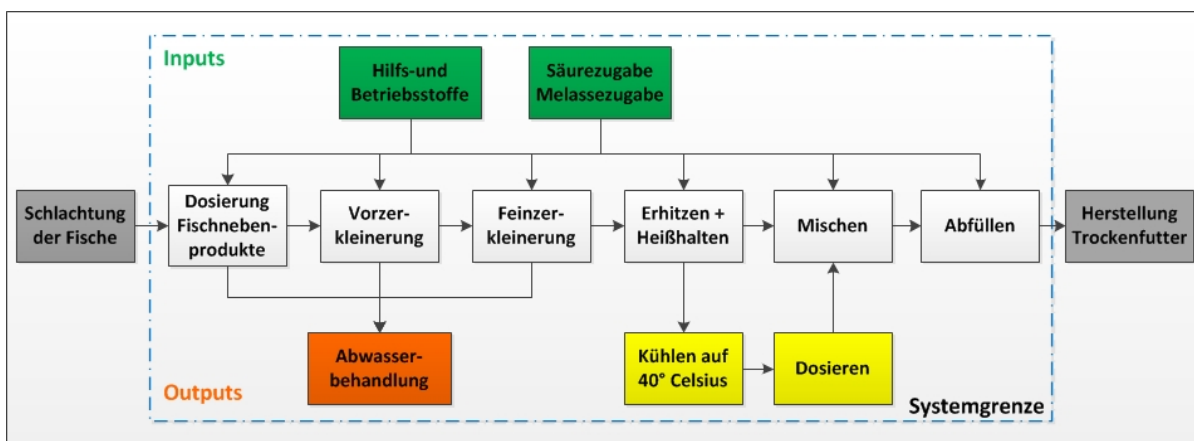 Inputs
Hilfs-und
Betriebsstoffe
Säurezugabe
Melassezugabe
Schlachtung
der Fische
Dosierung
Fischneben-
produkte
Vorzer-
kleinerung
Feinzer-
kleinerung
Erhitzen +
Heißhalten
Mischen
Abfüllen
Herstellung
Trockenfutter
Abwasser-
behandlung
Kühlen auf
40° Celsius
Dosieren
Outputs
Systemgrenze